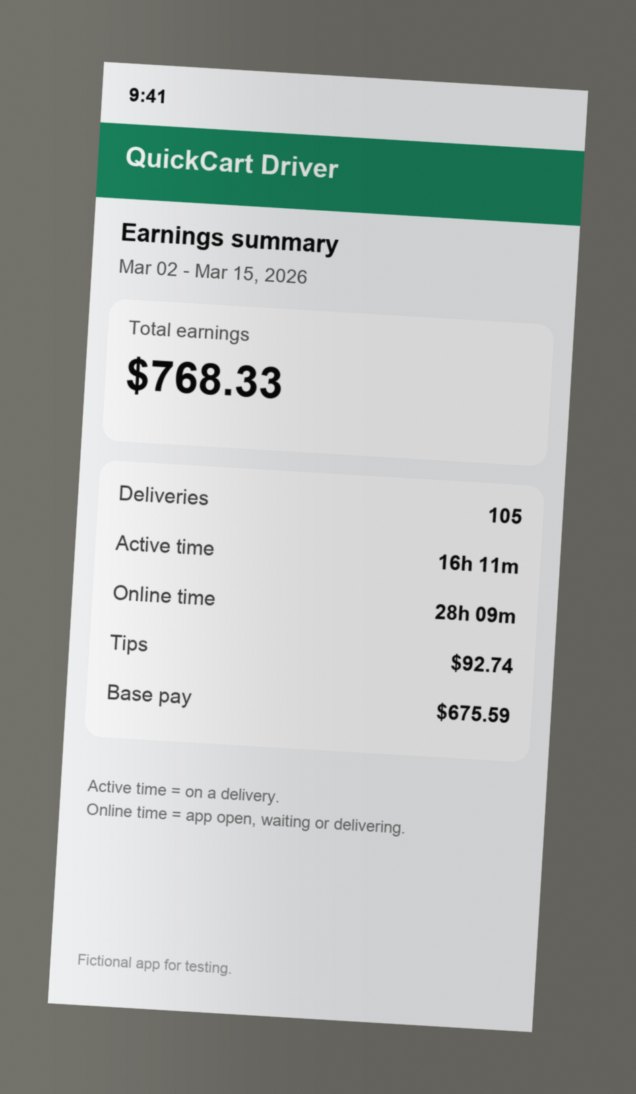 9:41
QuickCart Driver
Earnings summary
Mar 02 - Mar 15, 2026
Total earnings
$768.33
Deliveries 105
Active time 16h 11m
Online time 28h 09m
Tips $92.74
Base pay $675.59
Active time = on a delivery.
Online time = app open, waiting or delivering.
Fictional app for testing.